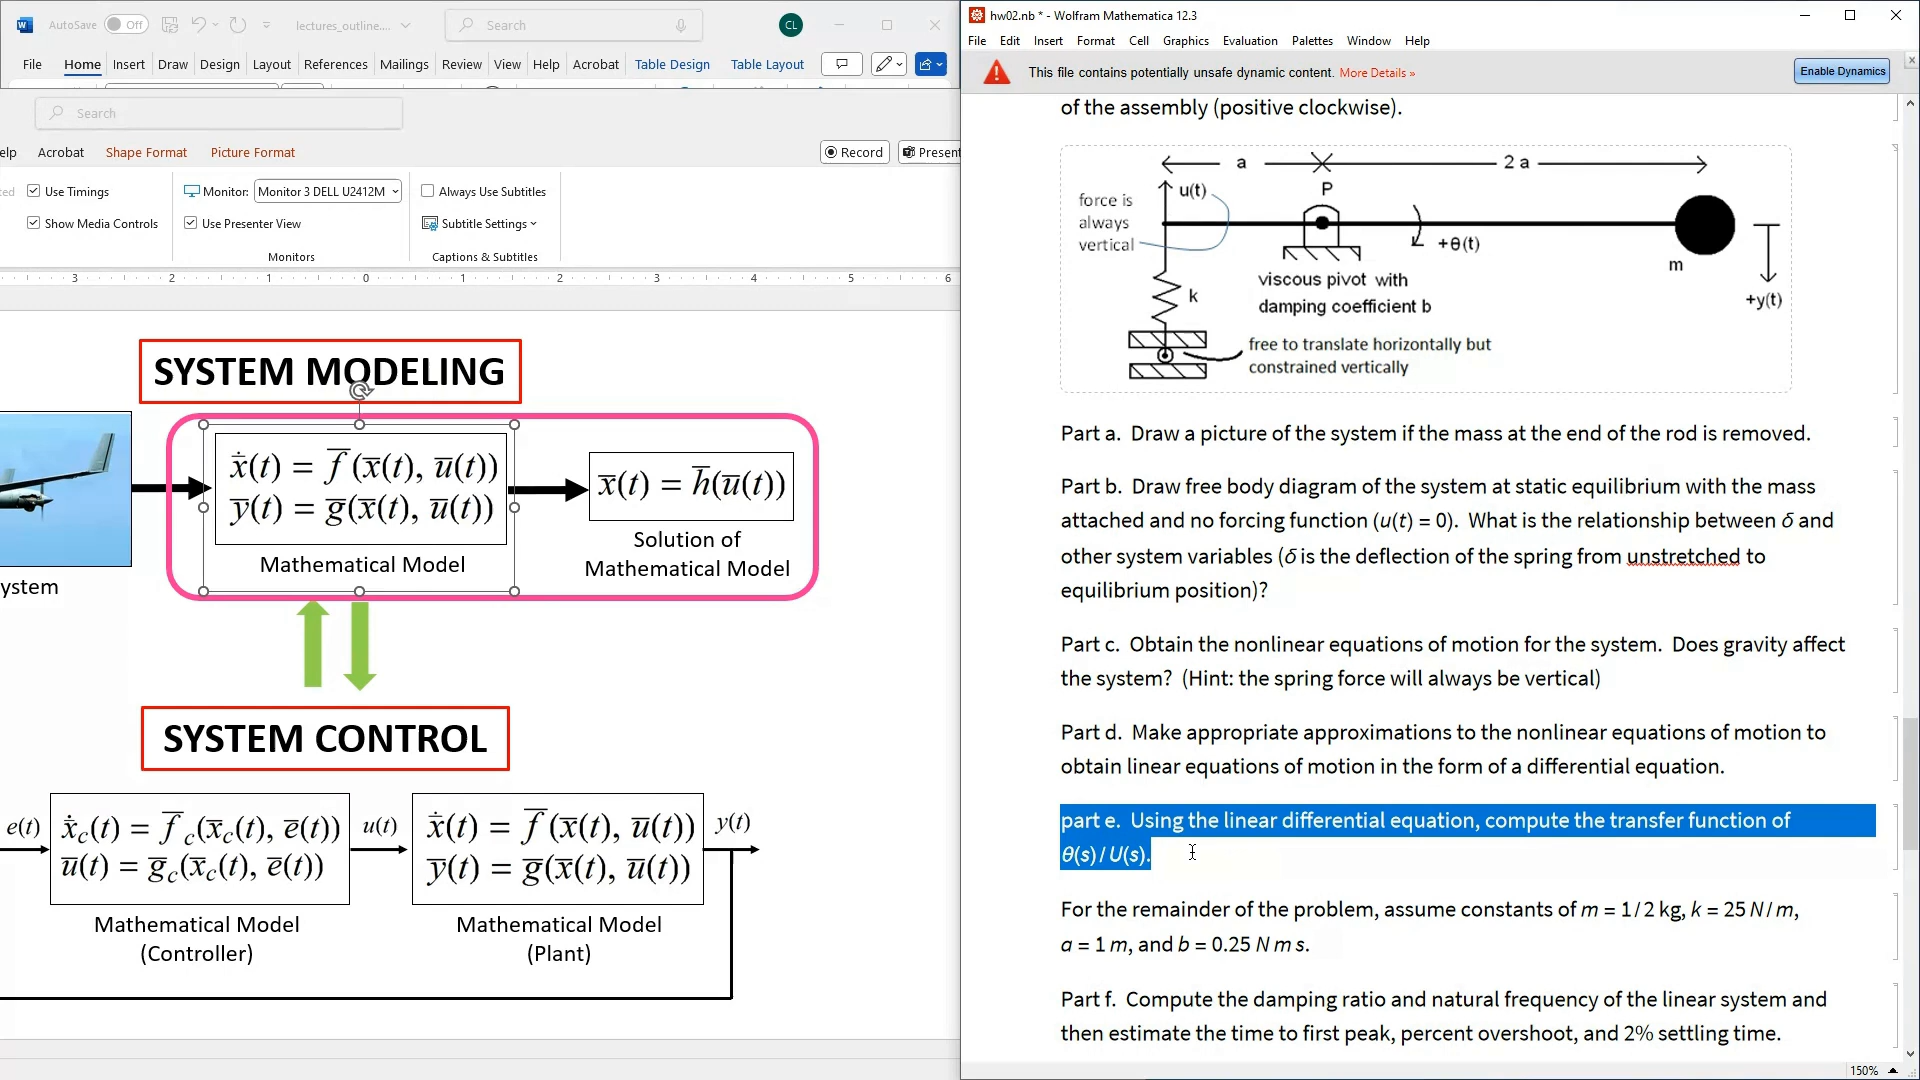 AutoSave Off lectures_outline.... Search CL
File Home Insert Draw Design Layout References Mailings Review View Help Acrobat Table Design Table Layout
Search
elp Acrobat Shape Format Picture Format Record Present
Use Timings Monitor: Monitor 3 DELL U2412M Always Use Subtitles
Show Media Controls Use Presenter View Subtitle Settings
Monitors Captions & Subtitles
3 2 1 0 1 2 3 4 5 6
SYSTEM MODELING
ẋ̅(t) = f̅(x̅(t), u̅(t))
y̅(t) = g̅(x̅(t), u̅(t))
Mathematical Model
x̅(t) = h̅(u̅(t))
Solution of
Mathematical Model
ystem
SYSTEM CONTROL
e(t)
ẋ̅c(t) = f̅c(x̅c(t), e̅(t))
u̅(t) = g̅c(x̅c(t), e̅(t))
Mathematical Model
(Controller)
u(t)
ẋ̅(t) = f̅(x̅(t), u̅(t))
y̅(t) = g̅(x̅(t), u̅(t))
Mathematical Model
(Plant)
y(t)
hw02.nb * - Wolfram Mathematica 12.3
File Edit Insert Format Cell Graphics Evaluation Palettes Window Help
This file contains potentially unsafe dynamic content. More Details » Enable Dynamics
of the assembly (positive clockwise).
a 2 a
u(t) P
force is
always
vertical
+θ(t)
m
k
viscous pivot with
damping coefficient b
+y(t)
free to translate horizontally but
constrained vertically
Part a. Draw a picture of the system if the mass at the end of the rod is removed.
Part b. Draw free body diagram of the system at static equilibrium with the mass
attached and no forcing function (u(t) = 0). What is the relationship between δ and
other system variables (δ is the deflection of the spring from unstretched to
equilibrium position)?
Part c. Obtain the nonlinear equations of motion for the system. Does gravity affect
the system? (Hint: the spring force will always be vertical)
Part d. Make appropriate approximations to the nonlinear equations of motion to
obtain linear equations of motion in the form of a differential equation.
part e. Using the linear differential equation, compute the transfer function of
θ(s)/U(s).
For the remainder of the problem, assume constants of m = 1/2 kg, k = 25 N/m,
a = 1 m, and b = 0.25 N m s.
Part f. Compute the damping ratio and natural frequency of the linear system and
then estimate the time to first peak, percent overshoot, and 2% settling time.
150%